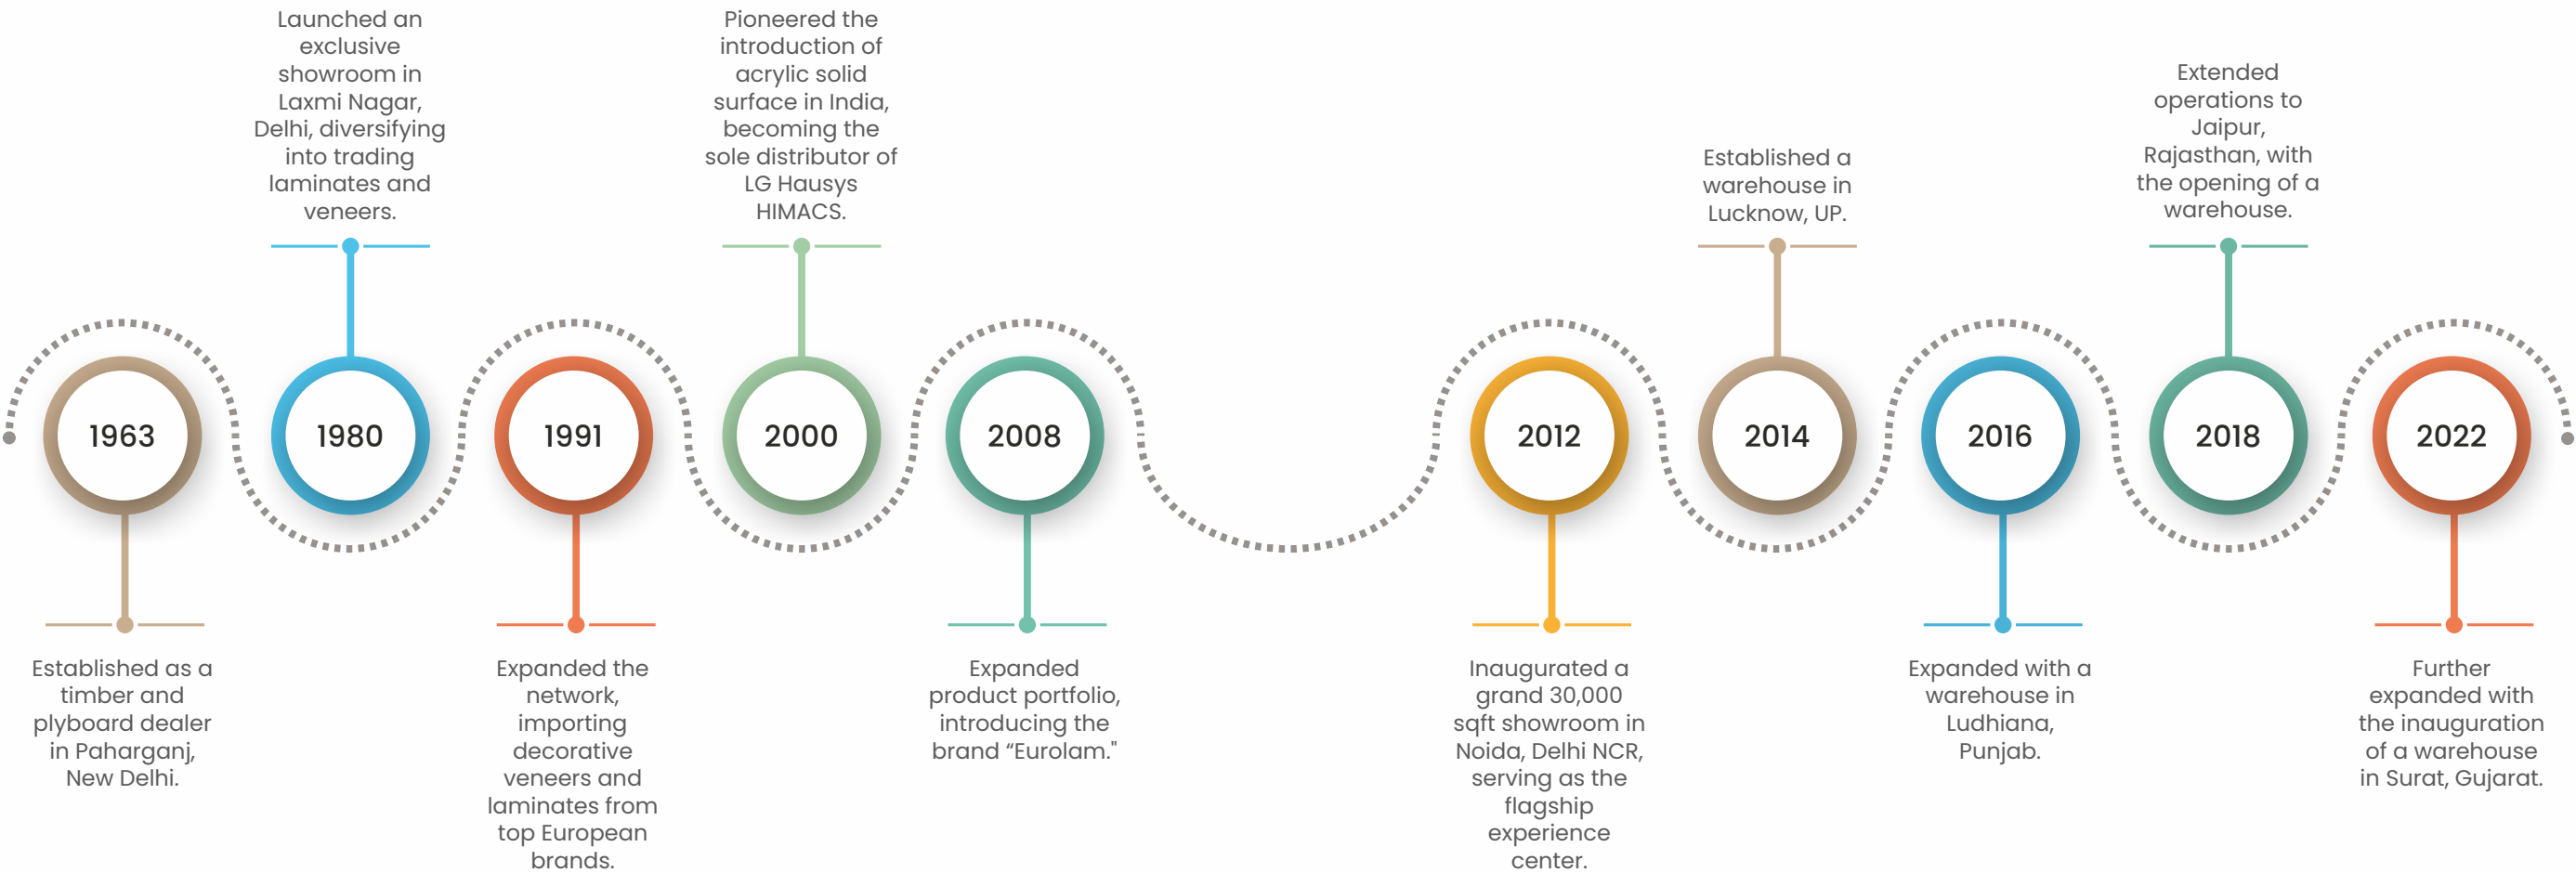 1963
Established as a
timber and
plyboard dealer
in Paharganj,
New Delhi.
Launched an
exclusive
showroom in
Laxmi Nagar,
Delhi, diversifying
into trading
laminates and
veneers.
1980
1991
Expanded the
network,
importing
decorative
veneers and
laminates from
top European
brands.
Pioneered the
introduction of
acrylic solid
surface in India,
becoming the
sole distributor of
LG Hausys
HIMACS.
2000
2008
Expanded
product portfolio,
introducing the
brand “Eurolam."
2012
Inaugurated a
grand 30,000
sqft showroom in
Noida, Delhi NCR,
serving as the
flagship
experience
center.
Established a
warehouse in
Lucknow, UP.
2014
2016
Expanded with a
warehouse in
Ludhiana,
Punjab.
Extended
operations to
Jaipur,
Rajasthan, with
the opening of a
warehouse.
2018
2022
Further
expanded with
the inauguration
of a warehouse
in Surat, Gujarat.